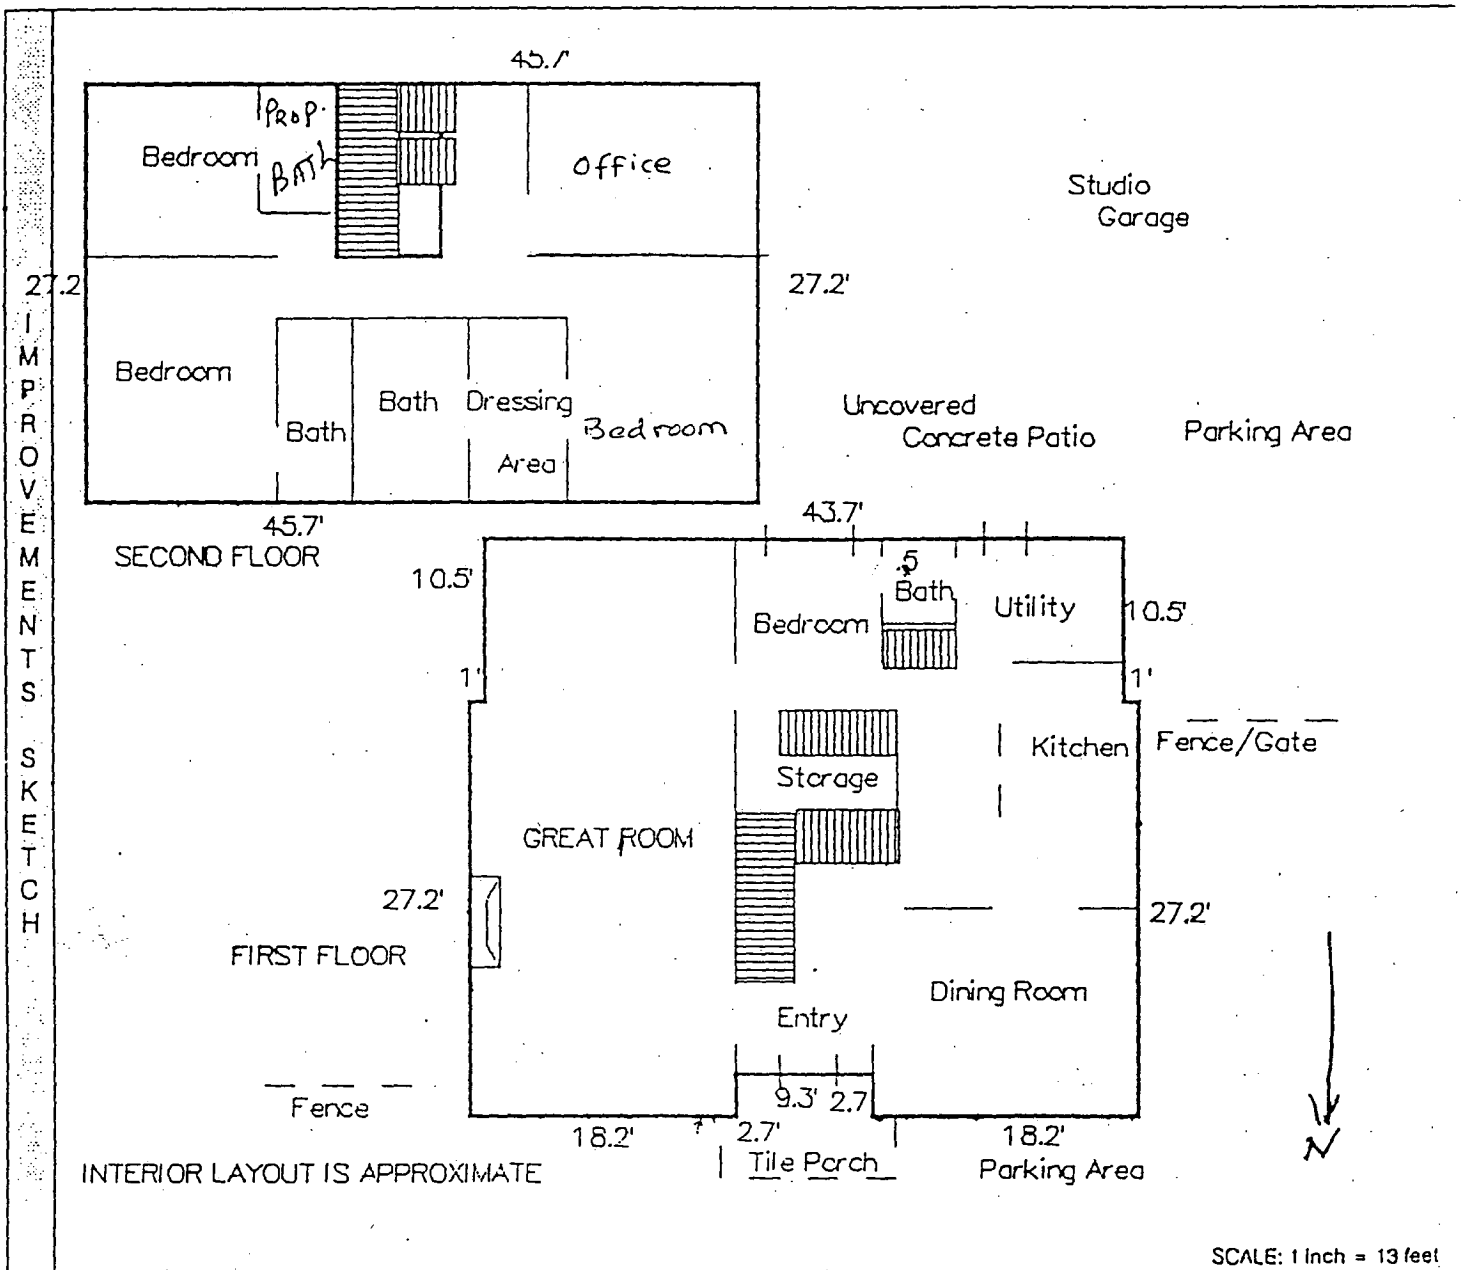 IMPROVEMENTS SKETCH
45.7'
Bedroom
PROP.
BATH
Office
Studio
Garage
27.2
27.2'
Bedroom
Bath
Bath
Dressing
Area
Bedroom
Uncovered
Concrete Patio
Parking Area
45.7'
SECOND FLOOR
43.7'
10.5'
.5
Bath
Bedroom
Utility
10.5'
1'
1'
Kitchen
Fence/Gate
Storage
GREAT ROOM
27.2'
27.2'
FIRST FLOOR
Dining Room
Entry
Fence
9.3'
2.7
18.2'
2.7'
18.2'
Tile Porch
Parking Area
N
INTERIOR LAYOUT IS APPROXIMATE
SCALE: 1 inch = 13 feet